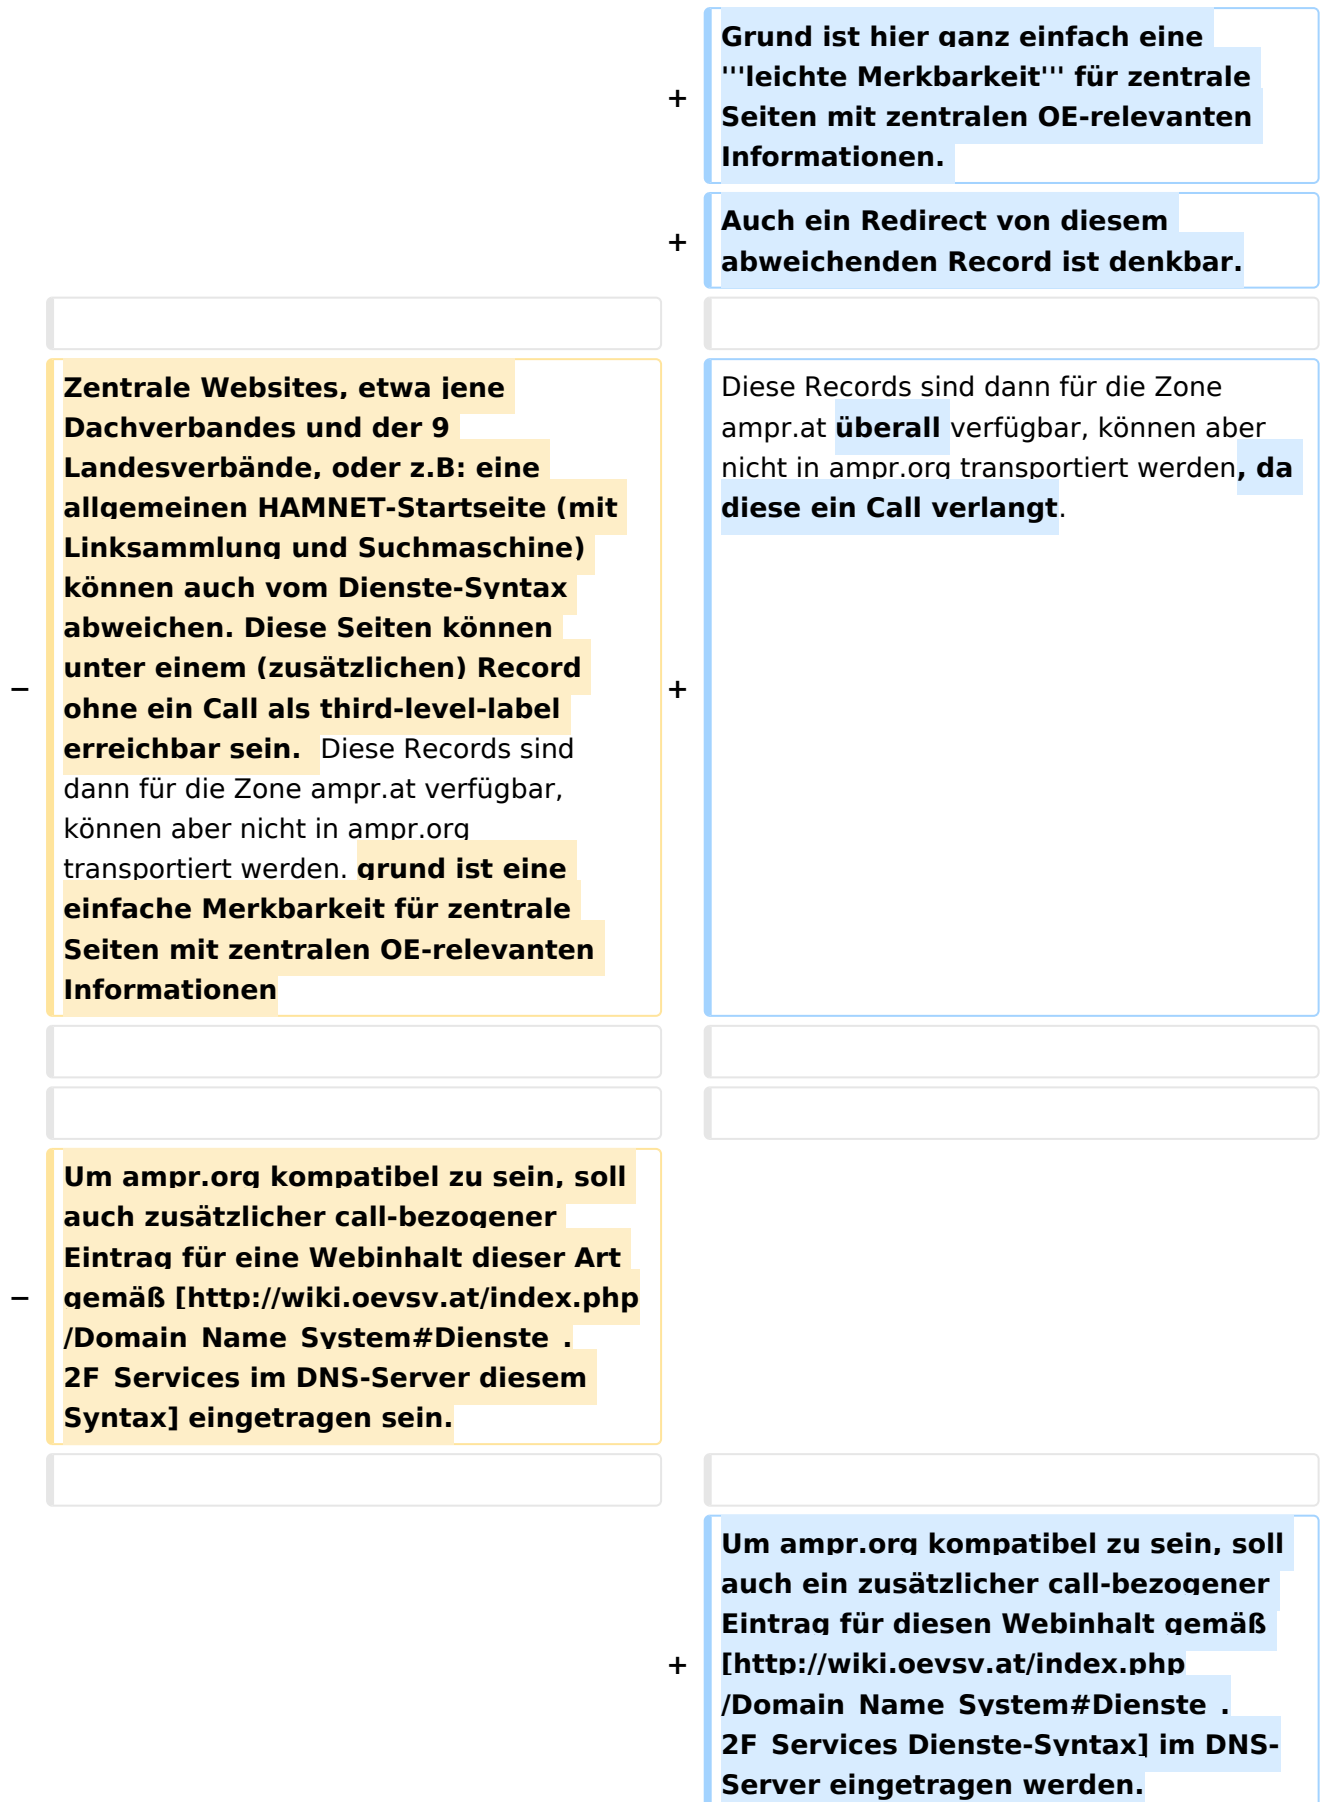 Grund ist hier ganz einfach eine
'''leichte Merkbarkeit''' für zentrale
+
Seiten mit zentralen OE-relevanten
Informationen.
Auch ein Redirect von diesem
+
abweichenden Record ist denkbar.
Zentrale Websites, etwa jene
Dachverbandes und der 9
Landesverbände, oder z.B: eine
allgemeinen HAMNET-Startseite (mit
Linksammlung und Suchmaschine)
können auch vom Dienste-Syntax
abweichen. Diese Seiten können
unter einem (zusätzlichen) Record
−
ohne ein Call als third-level-label
erreichbar sein. Diese Records sind
dann für die Zone ampr.at verfügbar,
können aber nicht in ampr.org
transportiert werden. grund ist eine
einfache Merkbarkeit für zentrale
Seiten mit zentralen OE-relevanten
Informationen
+
Diese Records sind dann für die Zone
ampr.at überall verfügbar, können aber
nicht in ampr.org transportiert werden, da
diese ein Call verlangt.
Um ampr.org kompatibel zu sein, soll
auch zusätzlicher call-bezogener
Eintrag für eine Webinhalt dieser Art
−
gemäß [http://wiki.oevsv.at/index.php
/Domain_Name_System#Dienste_.
2F_Services im DNS-Server diesem
Syntax] eingetragen sein.
Um ampr.org kompatibel zu sein, soll
auch ein zusätzlicher call-bezogener
Eintrag für diesen Webinhalt gemäß
+
[http://wiki.oevsv.at/index.php
/Domain_Name_System#Dienste_.
2F_Services Dienste-Syntax] im DNS-
Server eingetragen werden.